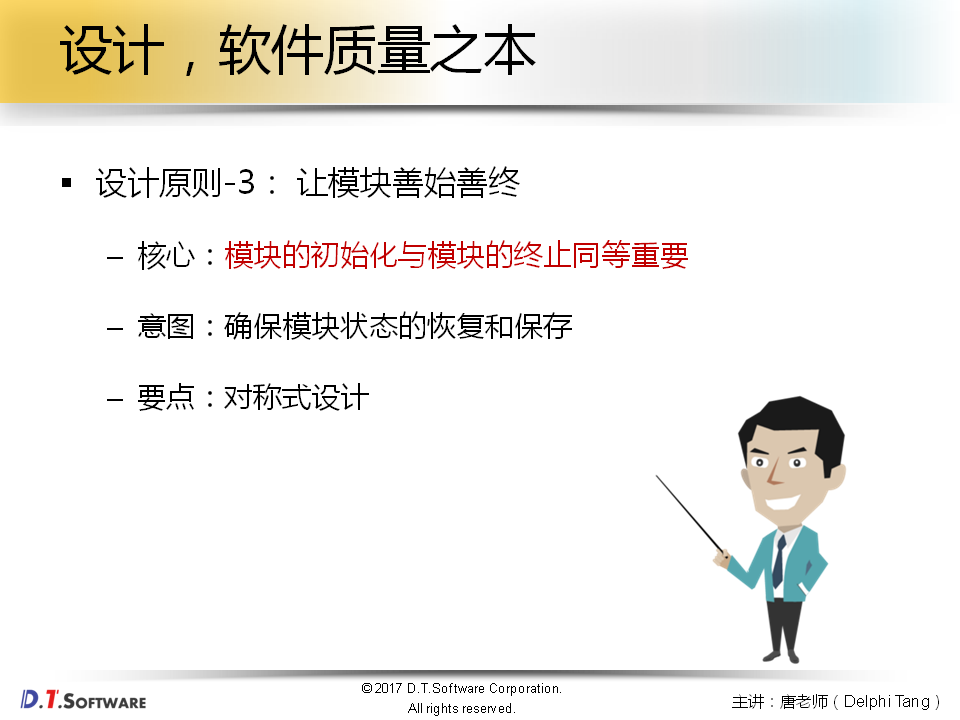 设计，软件质量之本
▪ 设计原则-3： 让模块善始善终
– 核心：模块的初始化与模块的终止同等重要
– 意图：确保模块状态的恢复和保存
– 要点：对称式设计
D.T.SOFTWARE
©2017 D.T.Software Corporation.
All rights reserved.
主讲：唐老师（Delphi Tang）